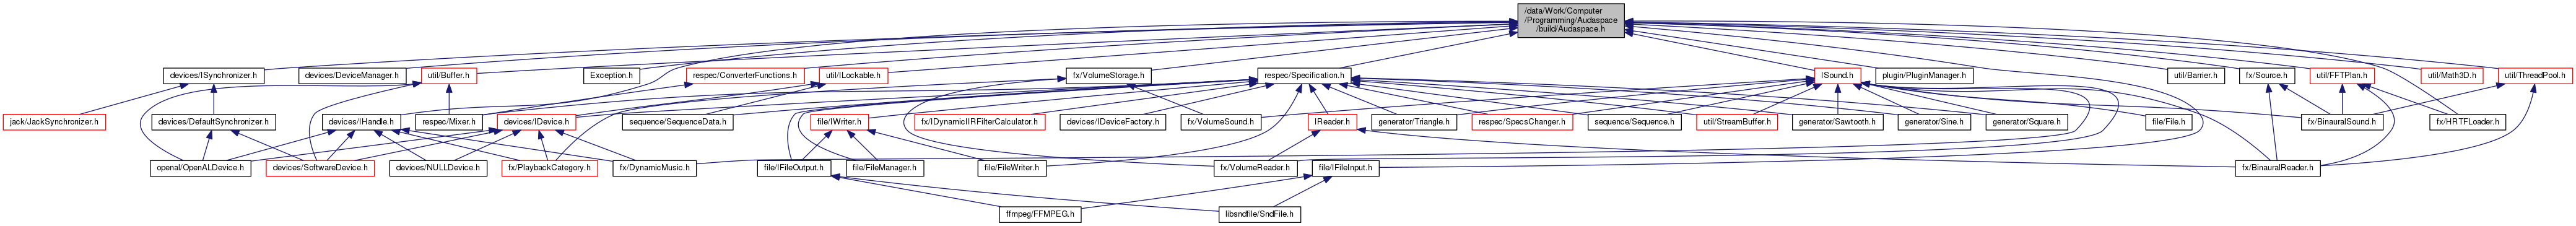 /data/Work/Computer
/Programming/Audaspace
/build/Audaspace.h
devices/ISynchronizer.h
devices/DeviceManager.h
util/Buffer.h
Exception.h
respec/ConverterFunctions.h
util/ILockable.h
fx/VolumeStorage.h
respec/Specification.h
ISound.h
plugin/PluginManager.h
util/Barrier.h
fx/Source.h
util/FFTPlan.h
util/Math3D.h
util/ThreadPool.h
jack/JackSynchronizer.h
devices/DefaultSynchronizer.h
devices/IHandle.h
respec/Mixer.h
devices/IDevice.h
sequence/SequenceData.h
file/IWriter.h
fx/IDynamicIIRFilterCalculator.h
devices/IDeviceFactory.h
fx/VolumeSound.h
IReader.h
generator/Triangle.h
respec/SpecsChanger.h
sequence/Sequence.h
util/StreamBuffer.h
generator/Sawtooth.h
generator/Sine.h
generator/Square.h
file/File.h
fx/BinauralSound.h
fx/HRTFLoader.h
openal/OpenALDevice.h
devices/SoftwareDevice.h
devices/NULLDevice.h
fx/PlaybackCategory.h
fx/DynamicMusic.h
file/IFileOutput.h
file/FileManager.h
file/FileWriter.h
fx/VolumeReader.h
file/IFileInput.h
fx/BinauralReader.h
ffmpeg/FFMPEG.h
libsndfile/SndFile.h